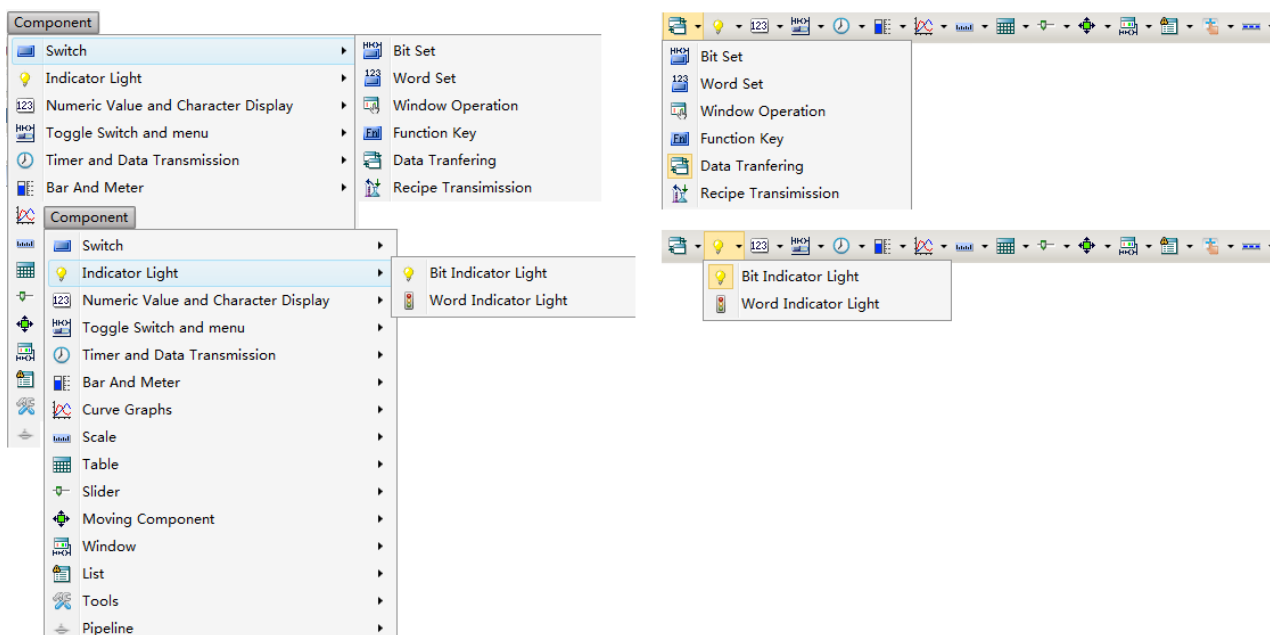 Component
Switch
Indicator Light
Numeric Value and Character Display
Toggle Switch and menu
Timer and Data Transmission
Bar And Meter
Bit Set
Word Set
Window Operation
Function Key
Data Tranfering
Recipe Transimission
Component
Switch
Indicator Light
Numeric Value and Character Display
Toggle Switch and menu
Timer and Data Transmission
Bar And Meter
Curve Graphs
Scale
Table
Slider
Moving Component
Window
List
Tools
Pipeline
Bit Indicator Light
Word Indicator Light
Bit Set
Word Set
Window Operation
Function Key
Data Tranfering
Recipe Transimission
Bit Indicator Light
Word Indicator Light